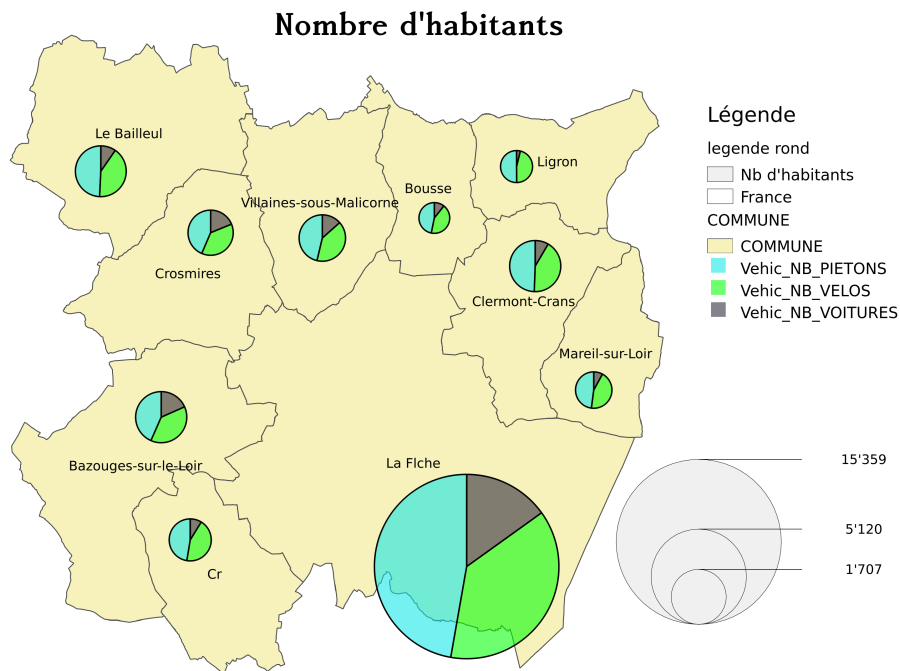 Nombre d'habitants
Le Bailleul
Ligron
Bousse
Villaines-sous-Malicorne
Crosmires
Clermont-Crans
Mareil-sur-Loir
Bazouges-sur-le-Loir
La Flche
Cr
Légende
legende rond
Nb d'habitants
France
COMMUNE
COMMUNE
Vehic_NB_PIETONS
Vehic_NB_VELOS
Vehic_NB_VOITURES
15'359
5'120
1'707